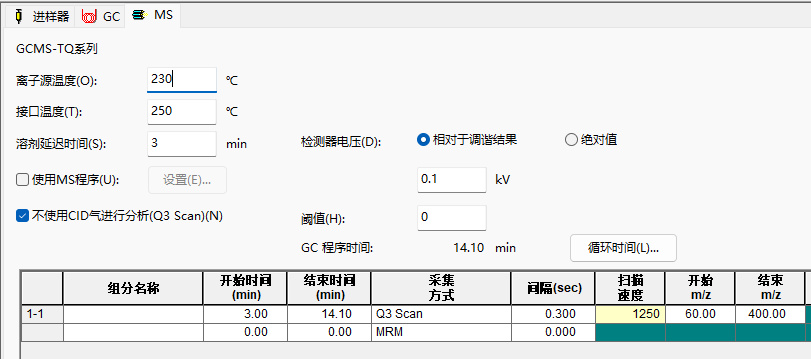 进样器 GC MS
GCMS-TQ系列
离子源温度(O): 230 ℃
接口温度(T): 250 ℃
溶剂延迟时间(S): 3 min 检测器电压(D): 相对于调谐结果 绝对值
使用MS程序(U): 设置(E)... 0.1 kV
不使用CID气进行分析(Q3 Scan)(N) 阈值(H): 0
GC 程序时间: 14.10 min 循环时间(L)...
组分名称 开始时间 (min) 结束时间 (min) 采集 方式 间隔(sec) 扫描 速度 开始 m/z 结束 m/z
1-1 3.00 14.10 Q3 Scan 0.300 1250 60.00 400.00
0.00 0.00 MRM 0.000